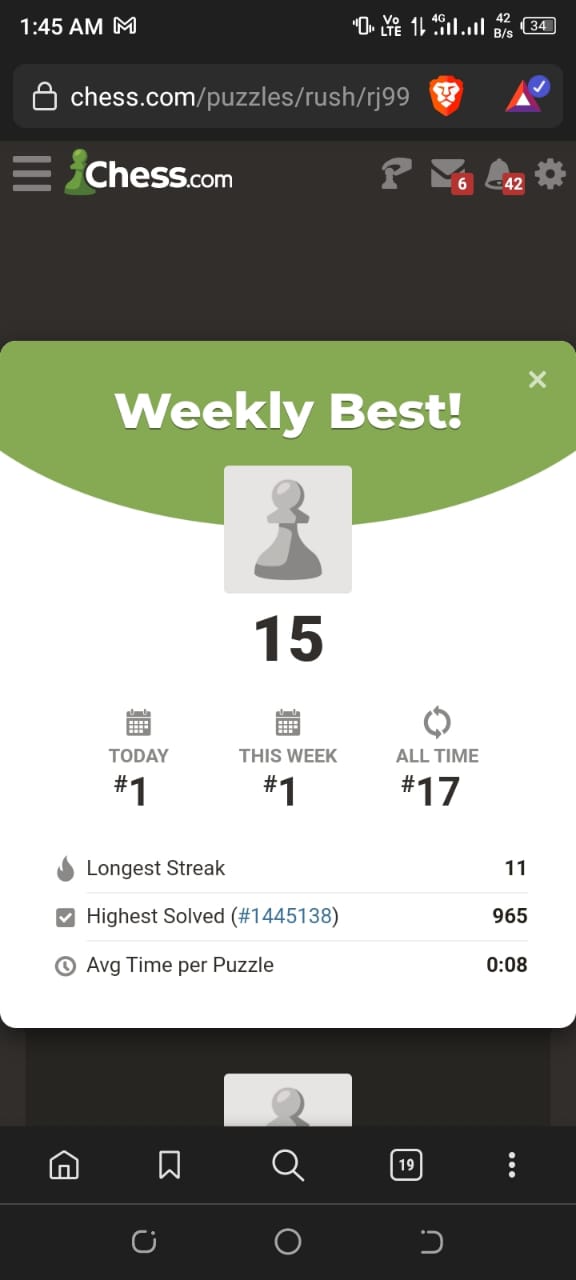 1:45 AM
Vo LTE 4G 42 B/s 34
chess.com/puzzles/rush/rj99
Chess.com
6 42
Weekly Best!
15
TODAY THIS WEEK ALL TIME
#1 #1 #17
Longest Streak 11
Highest Solved (#1445138) 965
Avg Time per Puzzle 0:08
19